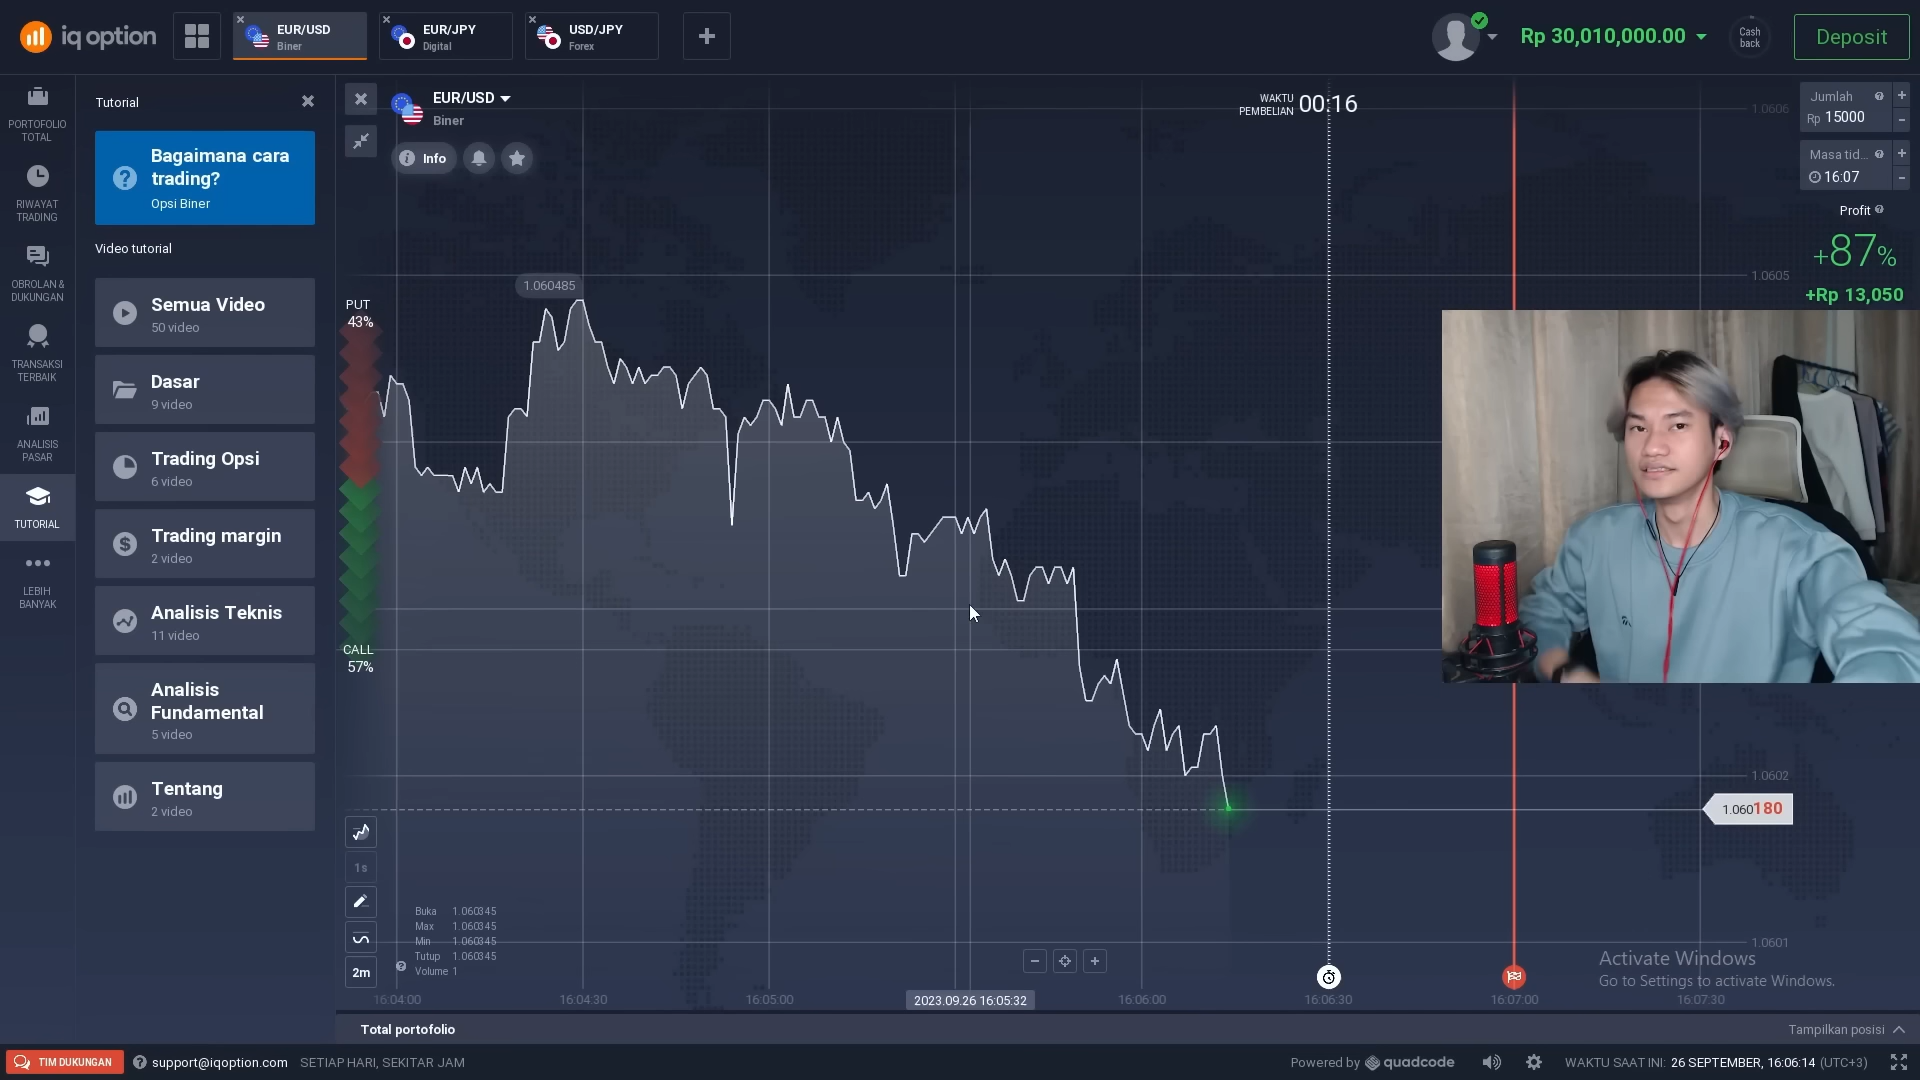 iq option
EUR/USD
Biner
EUR/JPY
Digital
USD/JPY
Forex
Rp 30,010,000.00
Cash
back
Deposit
PORTOFOLIO
TOTAL
RIWAYAT
TRADING
OBROLAN &
DUKUNGAN
TRANSAKSI
TERBAIK
ANALISIS
PASAR
TUTORIAL
LEBIH
BANYAK
Tutorial
Bagaimana cara
trading?
Opsi Biner
Video tutorial
Semua Video
50 video
Dasar
9 video
Trading Opsi
6 video
Trading margin
2 video
Analisis Teknis
11 video
Analisis
Fundamental
5 video
Tentang
2 video
EUR/USD
Biner
Info
WAKTU
PEMBELIAN
00:16
1.060485
PUT
43%
CALL
57%
1.0606
1.0605
1.0602
1.060180
1.0601
Jumlah
Rp 15000
Masa tid...
16:07
Profit
+87%
+Rp 13,050
1s
2m
Buka 1.060345
Max 1.060345
Min 1.060345
Tutup 1.060345
Volume 1
16:04:00
16:04:30
16:05:00
2023.09.26 16:05:32
16:06:00
16:06:30
16:07:00
16:07:30
Activate Windows
Go to Settings to activate Windows.
Total portofolio
Tampilkan posisi
TIM DUKUNGAN
support@iqoption.com
SETIAP HARI, SEKITAR JAM
Powered by quadcode
WAKTU SAAT INI: 26 SEPTEMBER, 16:06:14 (UTC+3)